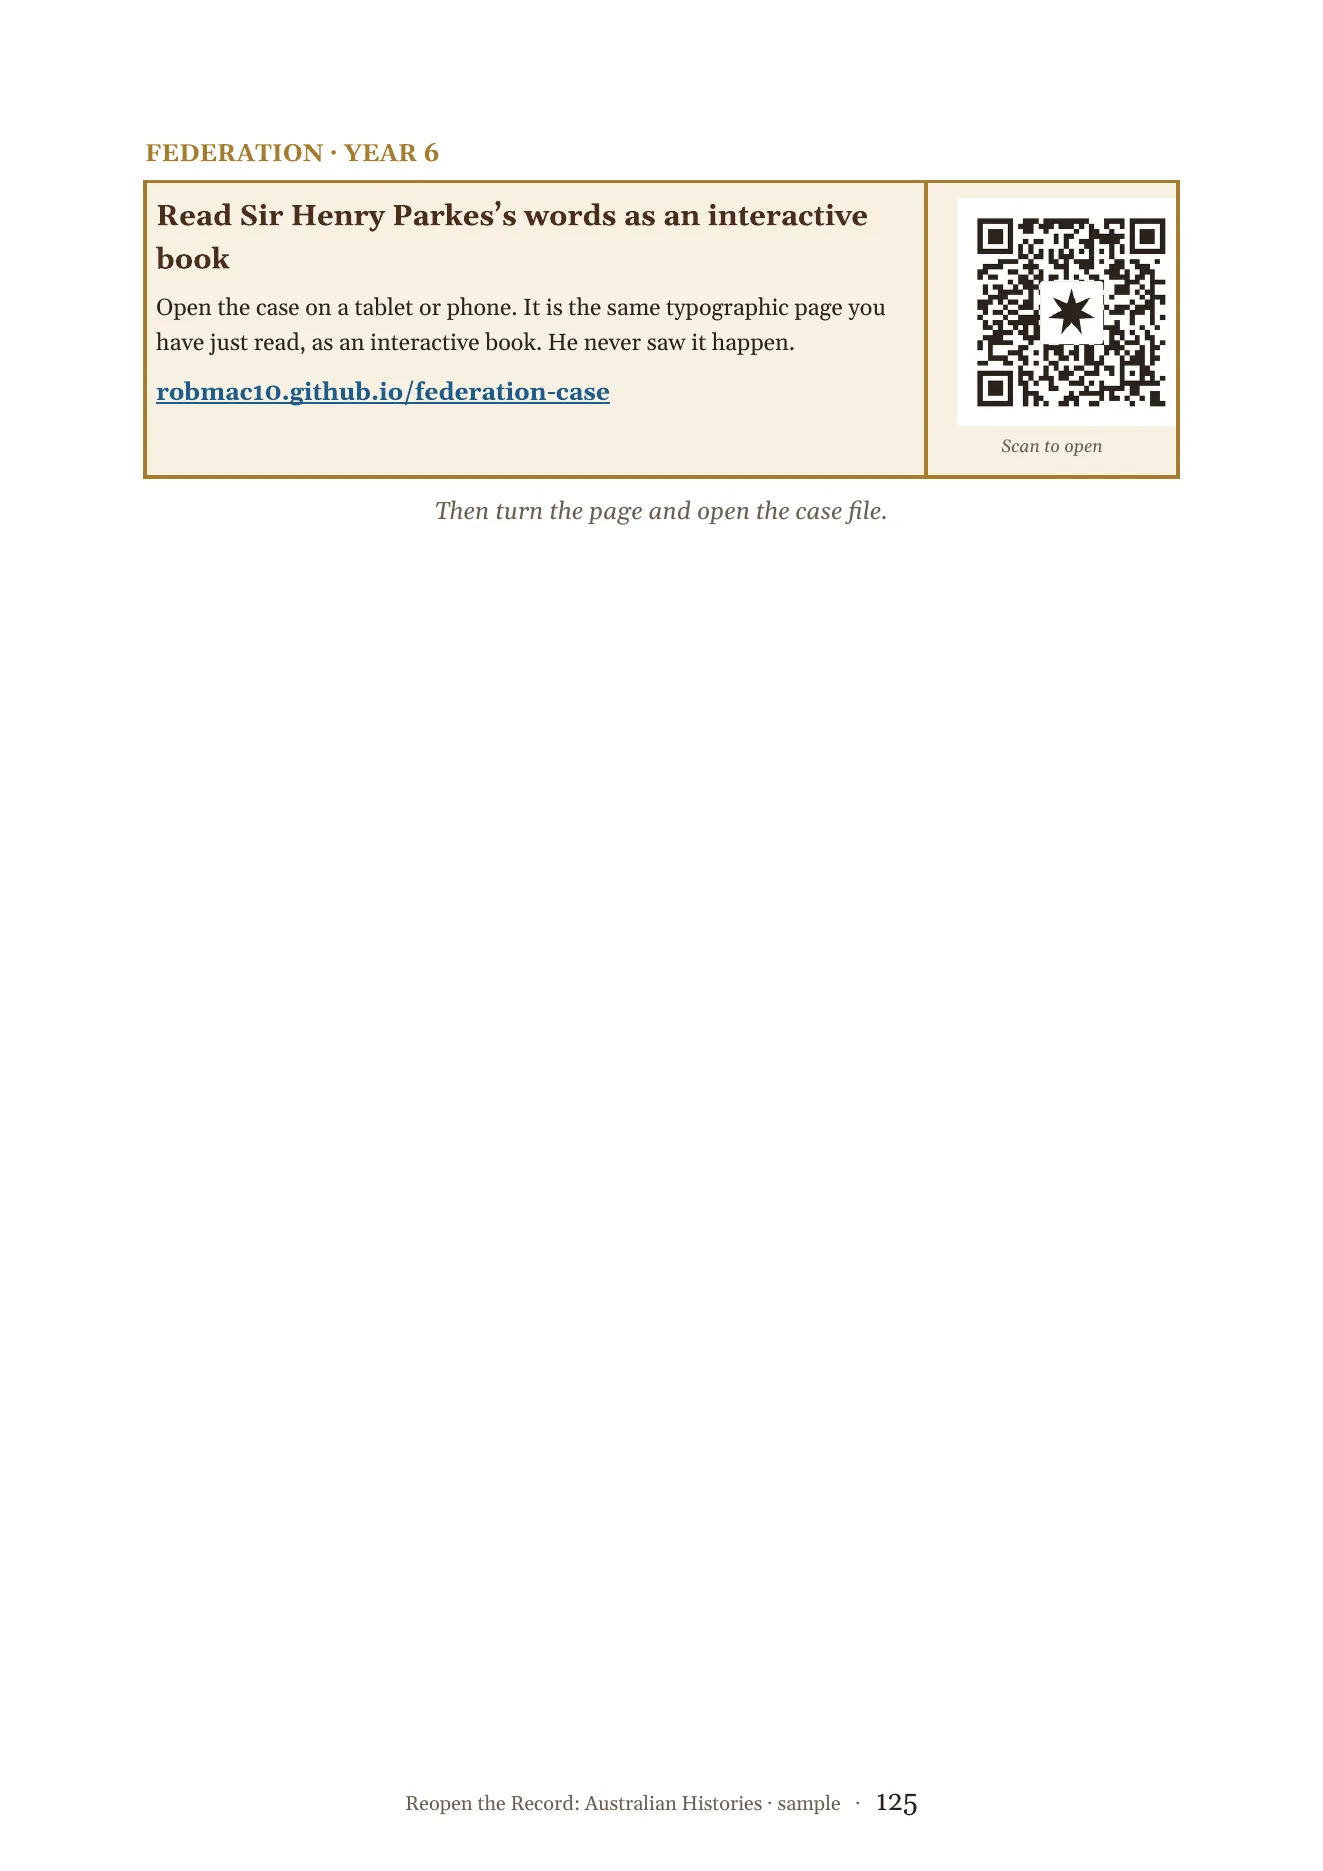 FEDERATION · YEAR 6
Read Sir Henry Parkes’s words as an interactive
book
Open the case on a tablet or phone. It is the same typographic page you
have just read, as an interactive book. He never saw it happen.
robmac10.github.io/federation-case
Scan to open
Then turn the page and open the case file.
Reopen the Record: Australian Histories · sample · 125